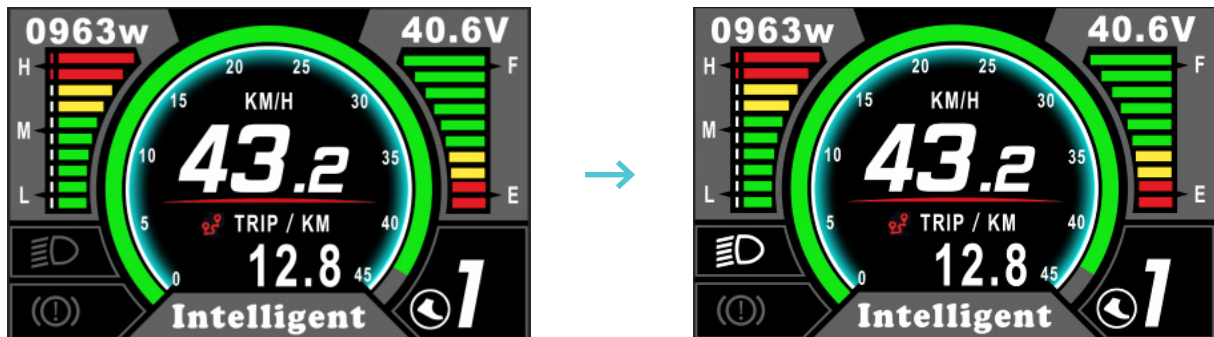 0963w 40.6V
H F
20 25
15 KM/H 30
M
43.2
10 35
L E
5 TRIP / KM 40
12.8
0 45
Intelligent 1
0963w 40.6V
H F
20 25
15 KM/H 30
M
43.2
10 35
L E
5 TRIP / KM 40
12.8
0 45
Intelligent 1